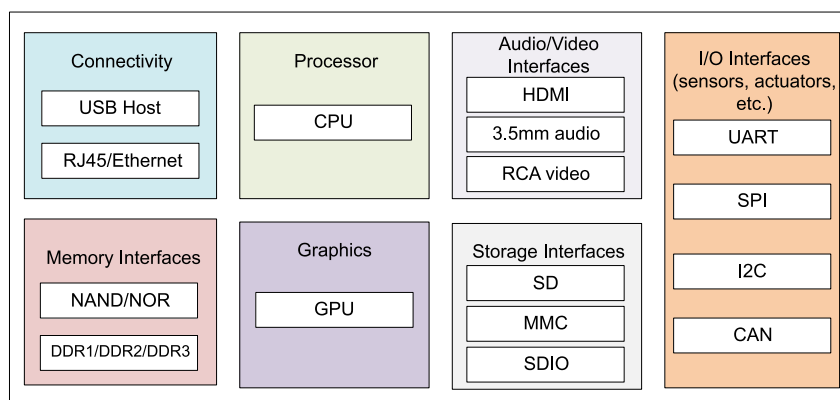 Connectivity
USB Host
RJ45/Ethernet
Processor
CPU
Audio/Video
Interfaces
HDMI
3.5mm audio
RCA video
I/O Interfaces
(sensors, actuators,
etc.)
UART
SPI
I2C
CAN
Memory Interfaces
NAND/NOR
DDR1/DDR2/DDR3
Graphics
GPU
Storage Interfaces
SD
MMC
SDIO